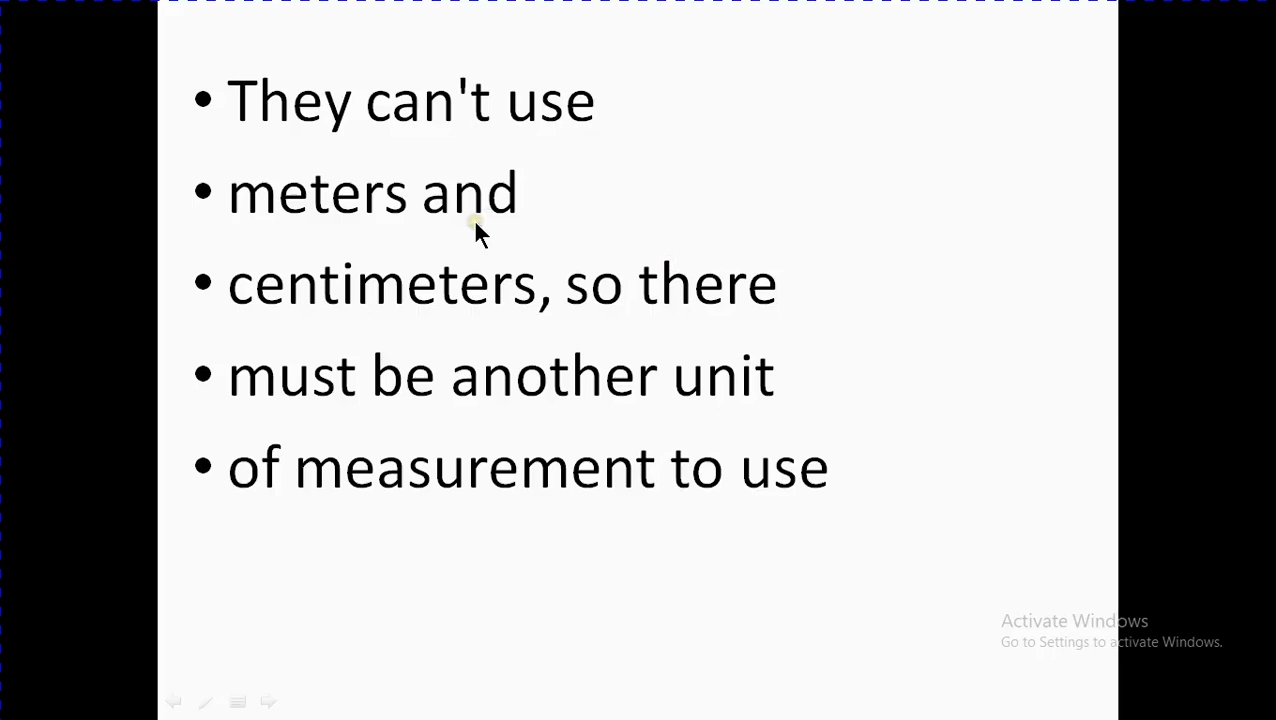 • They can't use
• meters and
• centimeters, so there
• must be another unit
• of measurement to use
Activate Windows
Go to Settings to activate Windows.